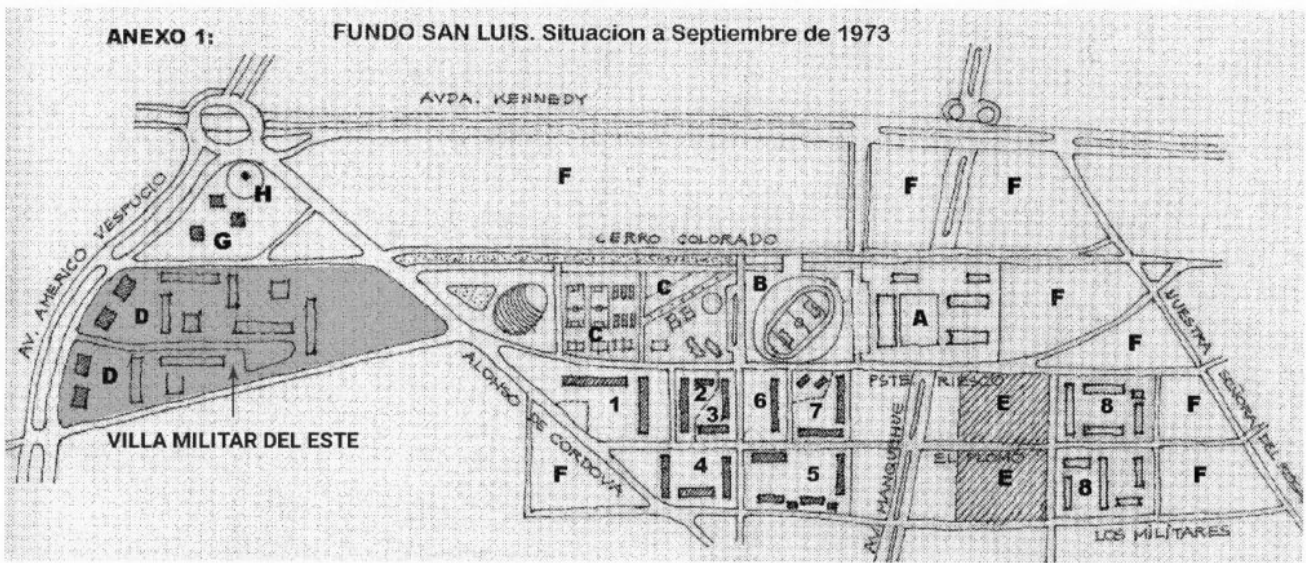 ANEXO 1:
FUNDO SAN LUIS. Situacion a Septiembre de 1973
AVDA. KENNEDY
AV. AMERICO VESPUCIO
H
G
F
F
F
CERRO COLORADO
D
D
VILLA MILITAR DEL ESTE
C
C
B
A
F
F
NUESTRA SEÑORA DEL
ALONSO DE CORDOVA
PSTE RIESCO
1
2
3
6
7
E
8
F
AV. MANQUEHUE
EL PLOMO
F
4
5
E
8
F
LOS MILITARES